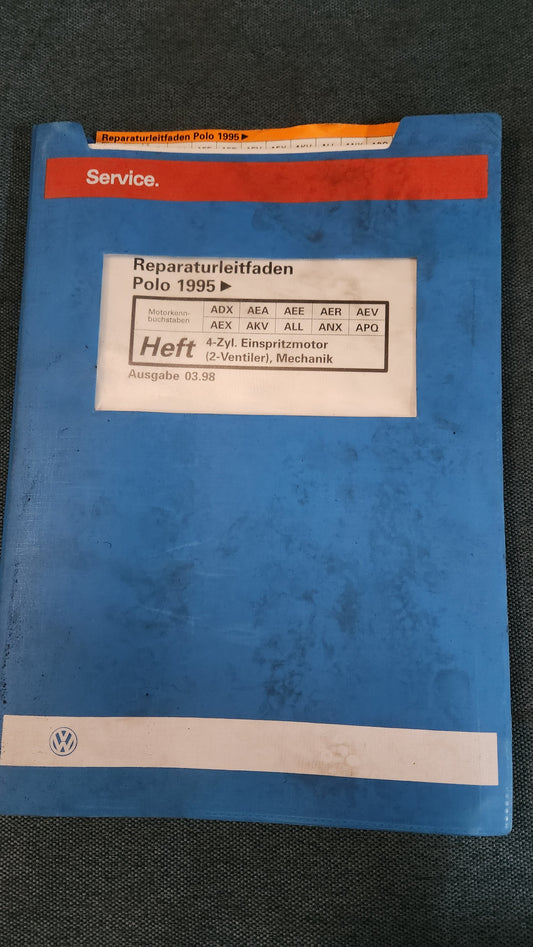 Reparaturleitfaden Polo 1995 ►
Service.
Reparaturleitfaden
Polo 1995 ►
Motorkenn-
buchstaben
ADX AEA AEE AER AEV
AEX AKV ALL ANX APQ
Heft
4-Zyl. Einspritzmotor
(2-Ventiler), Mechanik
Ausgabe 03.98
VW